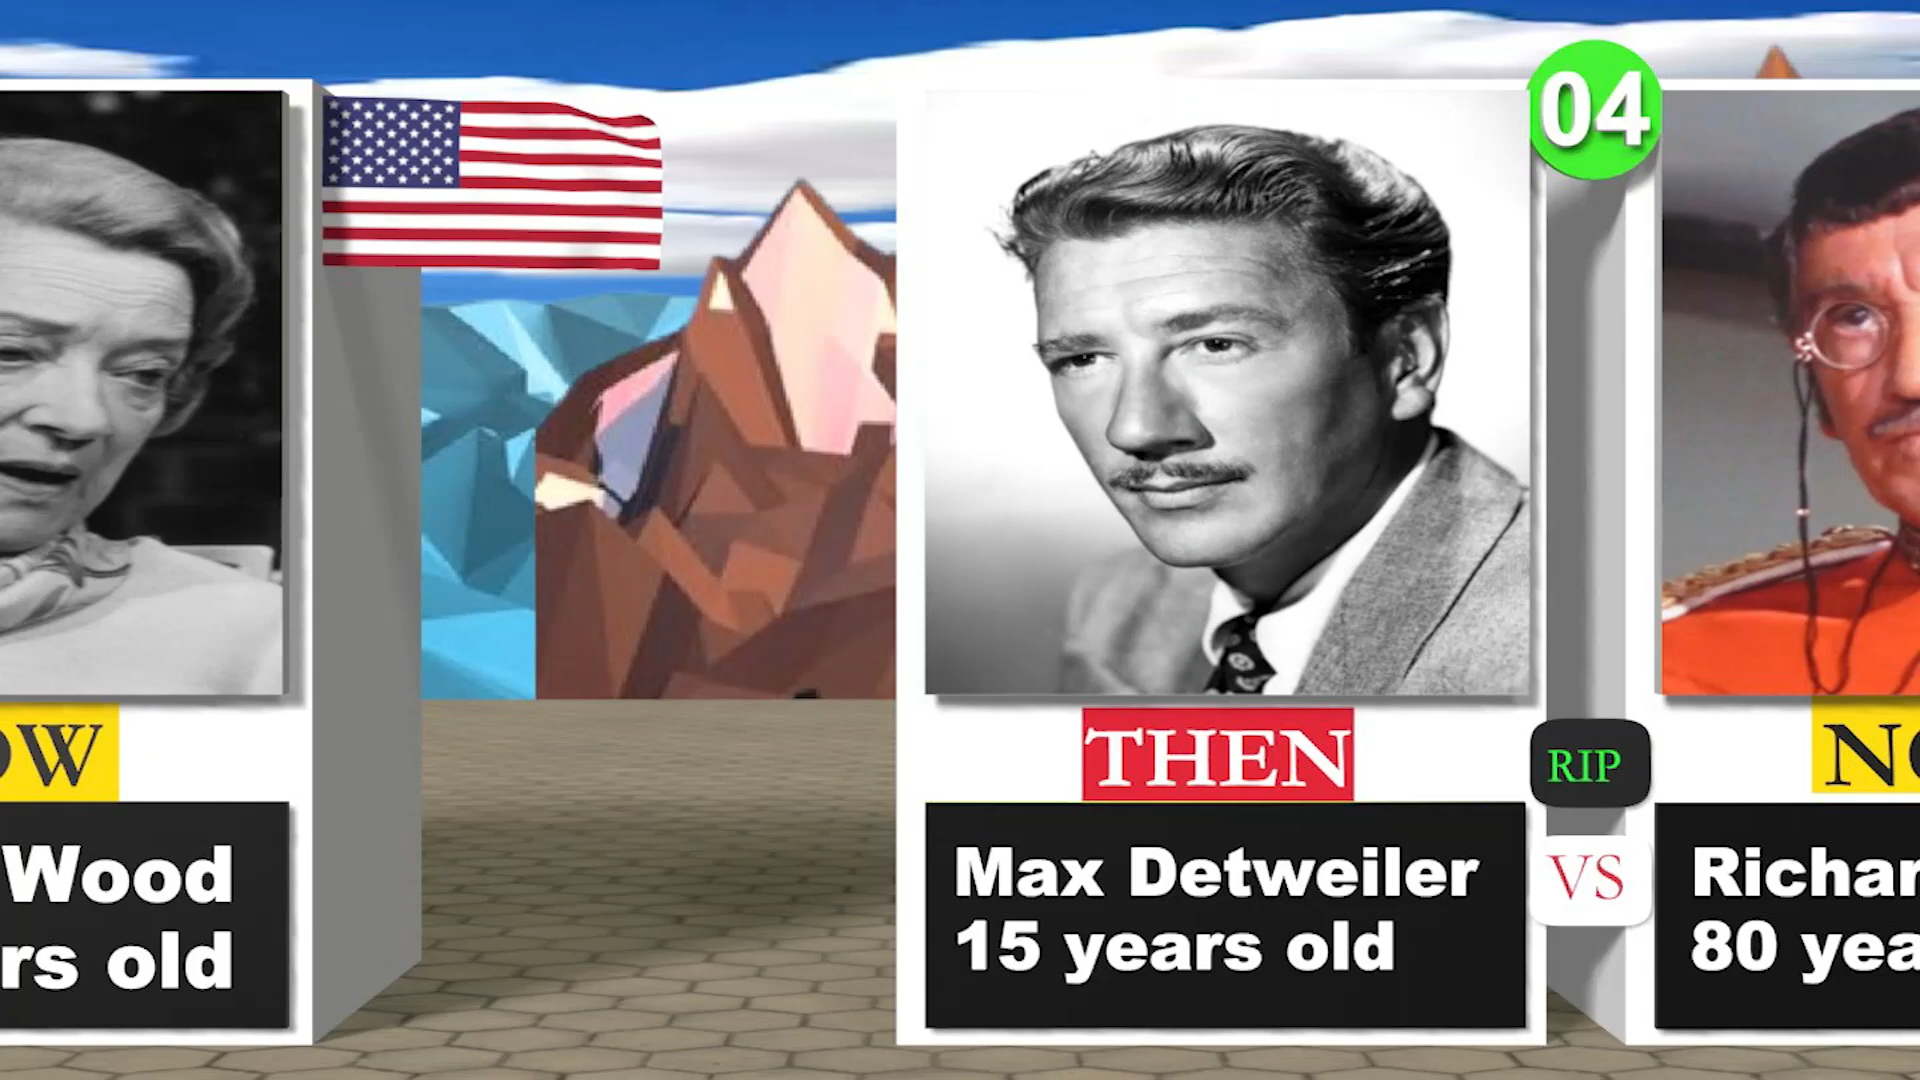 04
OW
Wood
rs old
THEN
Max Detweiler
15 years old
RIP
VS
NO
Richar
80 yea